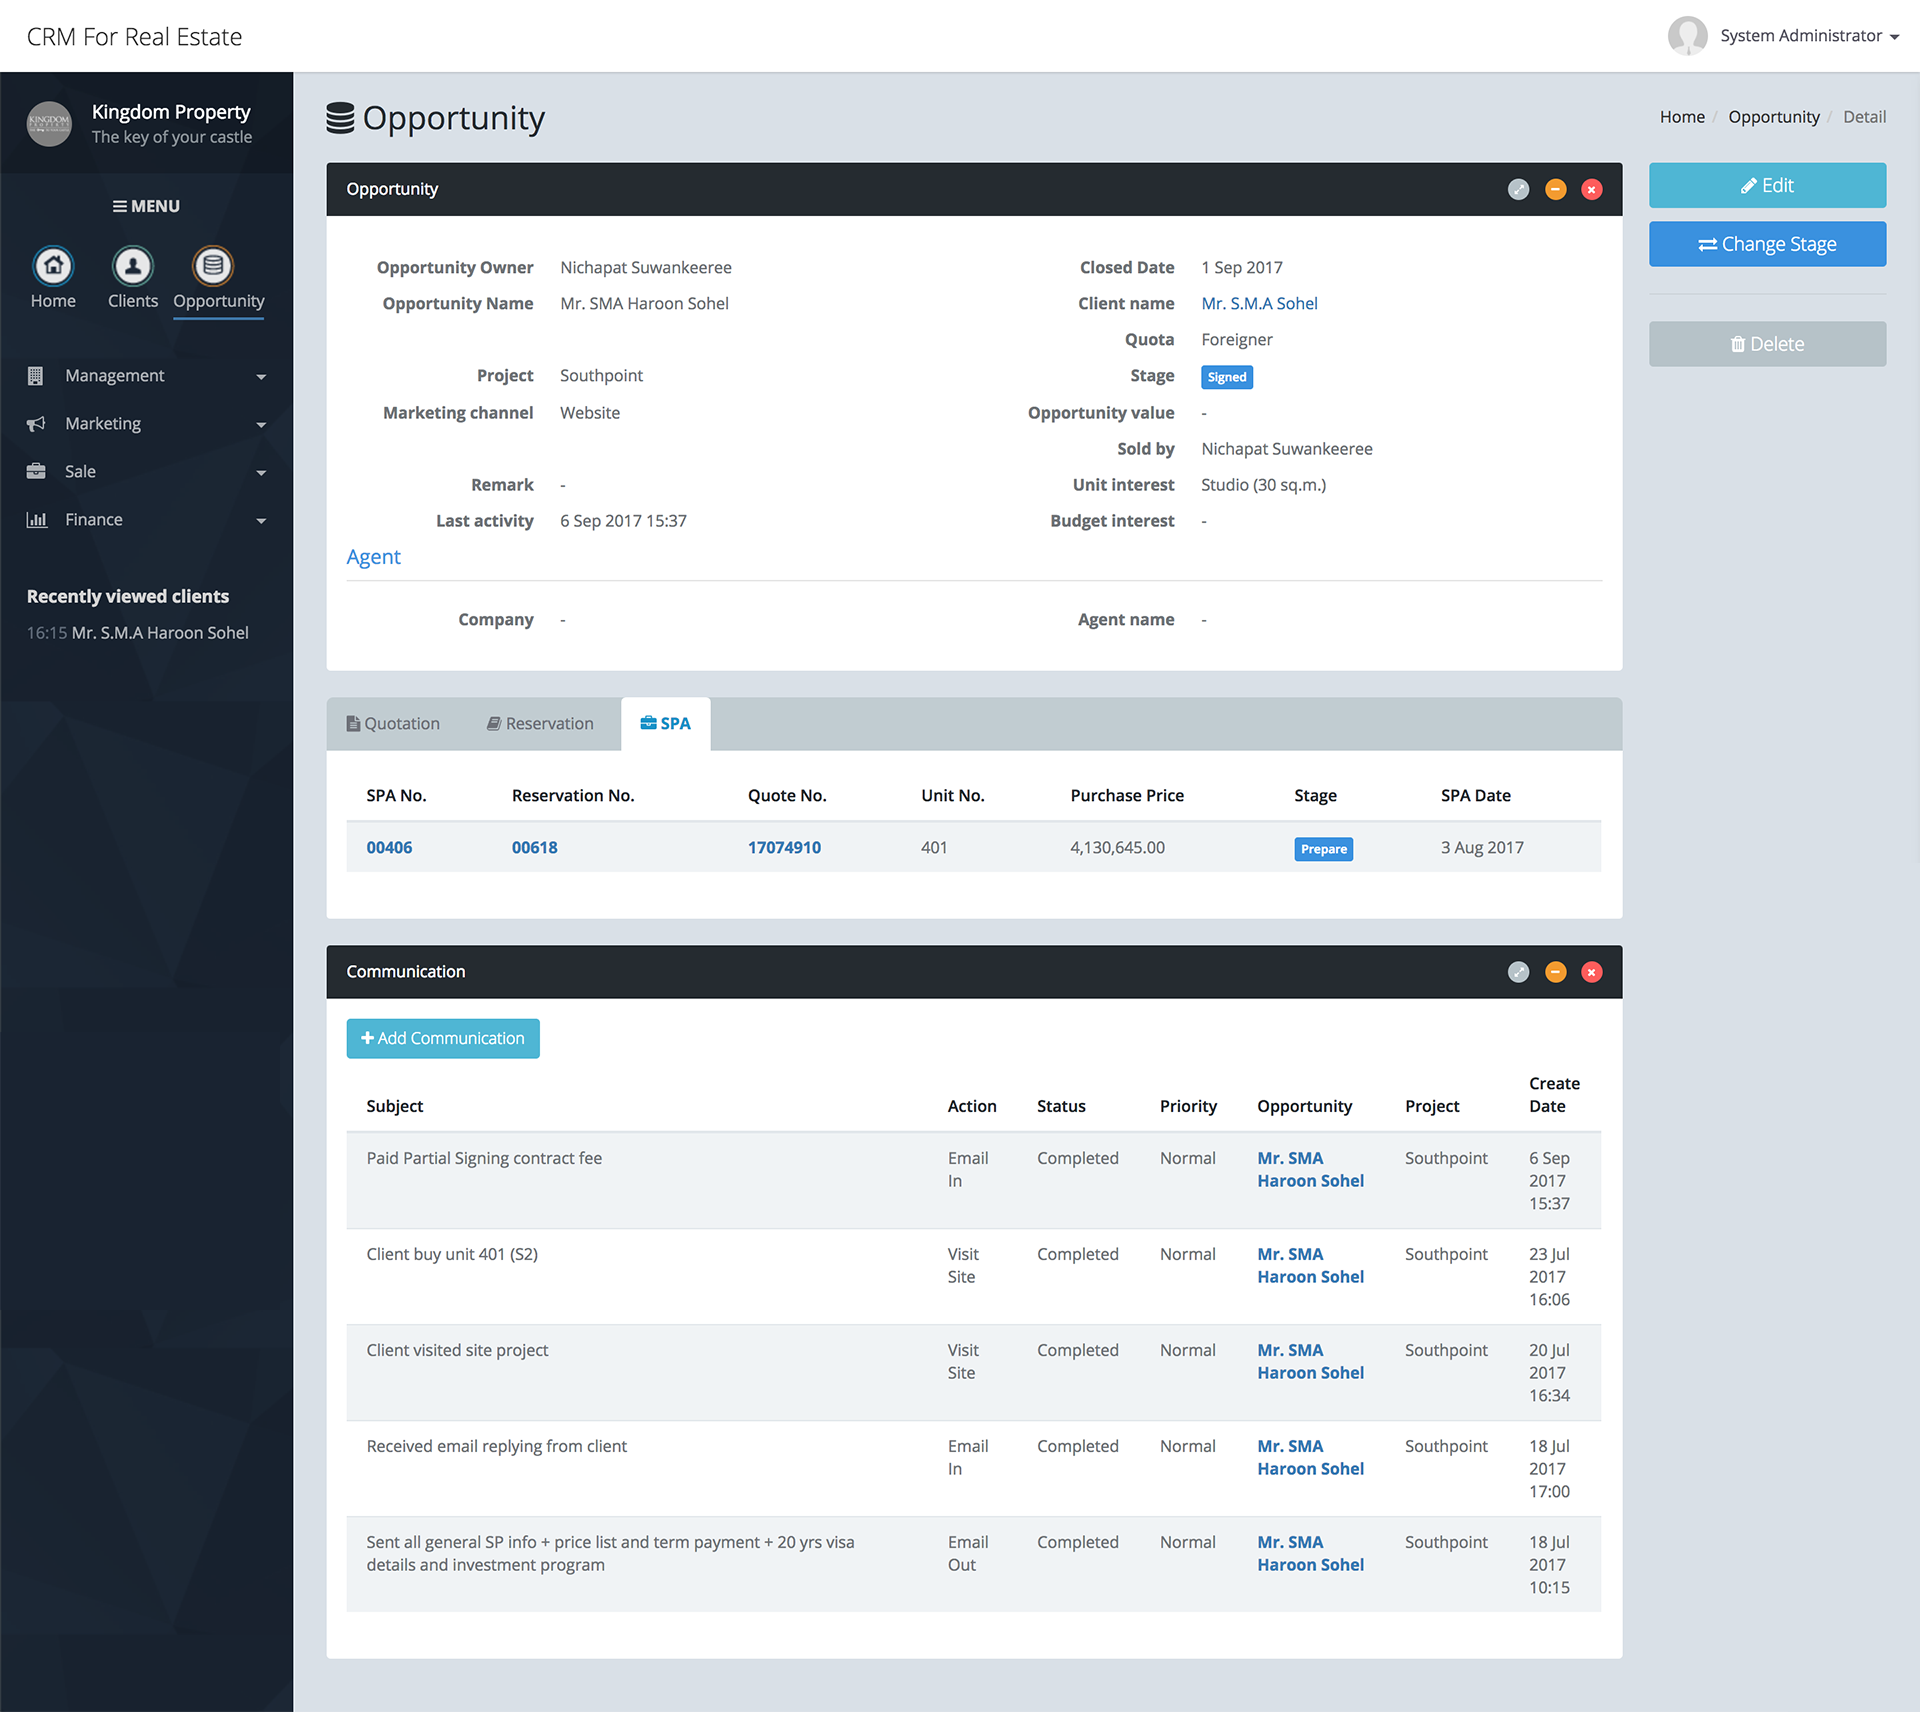 CRM For Real Estate
System Administrator
KINGDOM
Kingdom Property
The key of your castle
MENU
Home
Clients
Opportunity
Management
Marketing
Sale
Finance
Recently viewed clients
16:15 Mr. S.M.A Haroon Sohel
Opportunity
Home / Opportunity / Detail
Edit
Change Stage
Delete
Opportunity
Opportunity Owner Nichapat Suwankeeree
Closed Date 1 Sep 2017
Opportunity Name Mr. SMA Haroon Sohel
Client name Mr. S.M.A Sohel
Quota Foreigner
Project Southpoint
Stage Signed
Marketing channel Website
Opportunity value -
Sold by Nichapat Suwankeeree
Remark -
Unit interest Studio (30 sq.m.)
Last activity 6 Sep 2017 15:37
Budget interest -
Agent
Company -
Agent name -
Quotation Reservation SPA
SPA No. Reservation No. Quote No. Unit No. Purchase Price Stage SPA Date
00406 00618 17074910 401 4,130,645.00 Prepare 3 Aug 2017
Communication
+ Add Communication
Subject Action Status Priority Opportunity Project Create
Date
Paid Partial Signing contract fee Email Completed Normal Mr. SMA Southpoint 6 Sep
In Haroon Sohel 2017
15:37
Client buy unit 401 (S2) Visit Completed Normal Mr. SMA Southpoint 23 Jul
Site Haroon Sohel 2017
16:06
Client visited site project Visit Completed Normal Mr. SMA Southpoint 20 Jul
Site Haroon Sohel 2017
16:34
Received email replying from client Email Completed Normal Mr. SMA Southpoint 18 Jul
In Haroon Sohel 2017
17:00
Sent all general SP info + price list and term payment + 20 yrs visa Email Completed Normal Mr. SMA Southpoint 18 Jul
details and investment program Out Haroon Sohel 2017
10:15